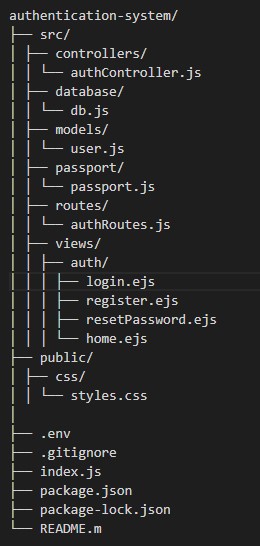 authentication-system/
├── src/
│ ├── controllers/
│ │ └── authController.js
│ ├── database/
│ │ └── db.js
│ ├── models/
│ │ └── user.js
│ ├── passport/
│ │ └── passport.js
│ ├── routes/
│ │ └── authRoutes.js
│ ├── views/
│ │ ├── auth/
│ │ │ ├── login.ejs
│ │ │ ├── register.ejs
│ │ │ ├── resetPassword.ejs
│ │ │ └── home.ejs
├── public/
│ ├── css/
│ │ └── styles.css
│
├── .env
├── .gitignore
├── index.js
├── package.json
├── package-lock.json
└── README.m